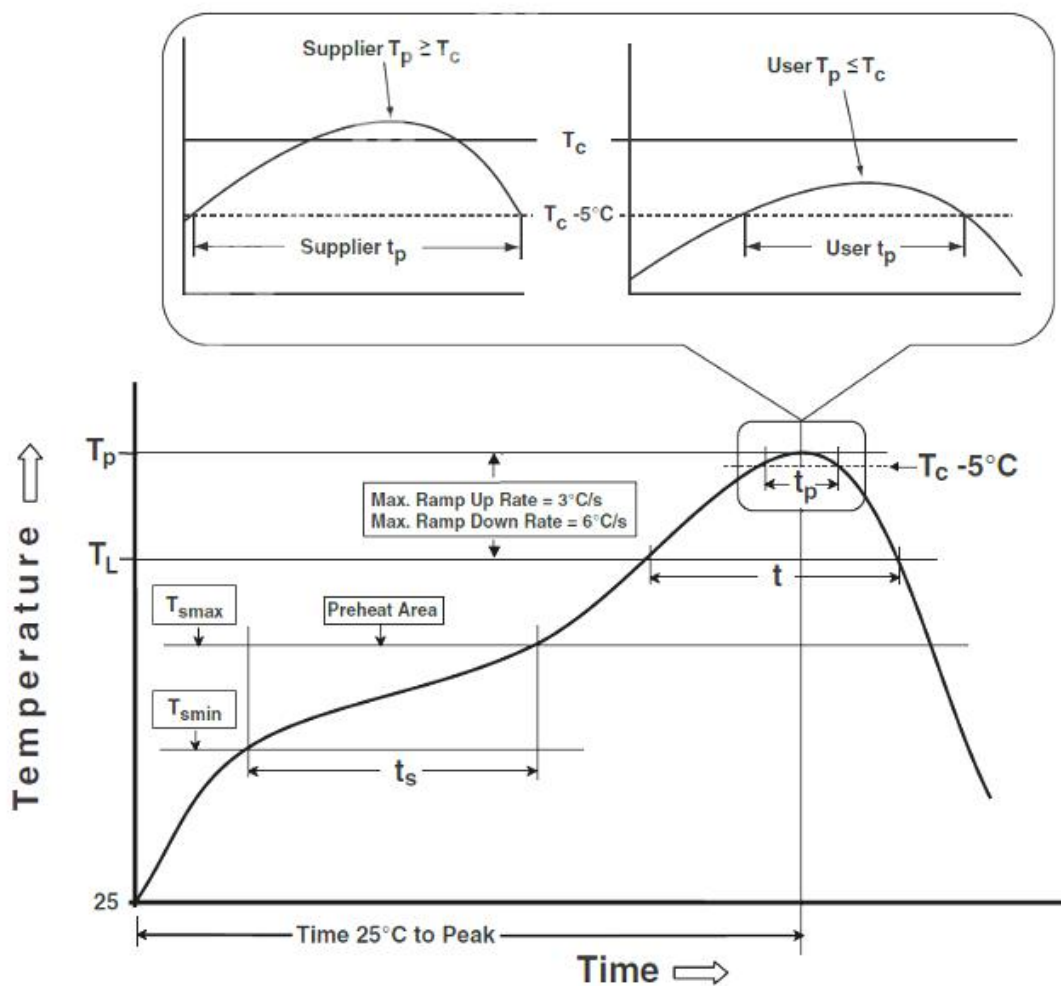 Supplier Tp ≥ Tc
User Tp ≤ Tc
Tc
Tc -5°C
Supplier tp
User tp
Tp
Tc -5°C
tp
Max. Ramp Up Rate = 3°C/s
Max. Ramp Down Rate = 6°C/s
TL
t
Tsmax
Preheat Area
Tsmin
ts
Temperature
25
Time 25°C to Peak
Time